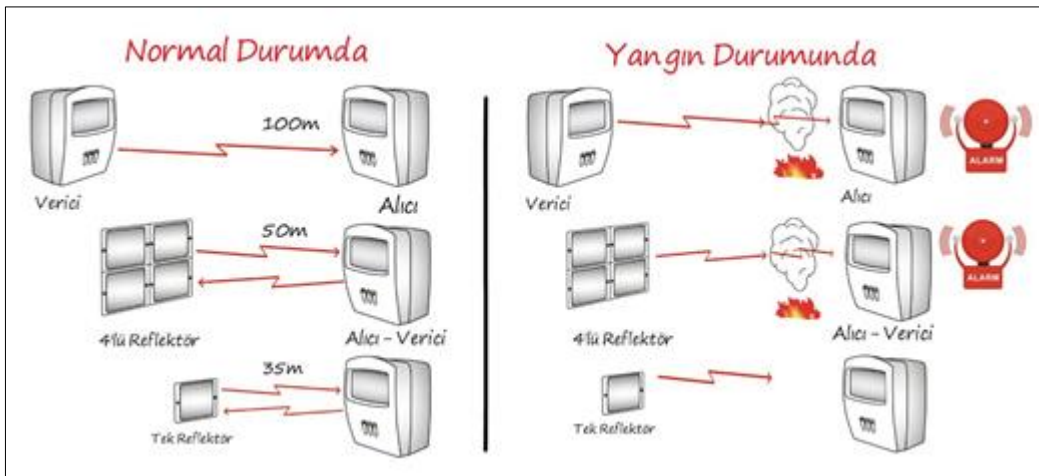 Normal Durumda
100m
Verici
Alıcı
50m
4'lü Reflektör
Alıcı - Verici
35m
Tek Reflektör
Yangın Durumunda
Verici
Alıcı
ALARM
4'lü Reflektör
Alıcı - Verici
ALARM
Tek Reflektör